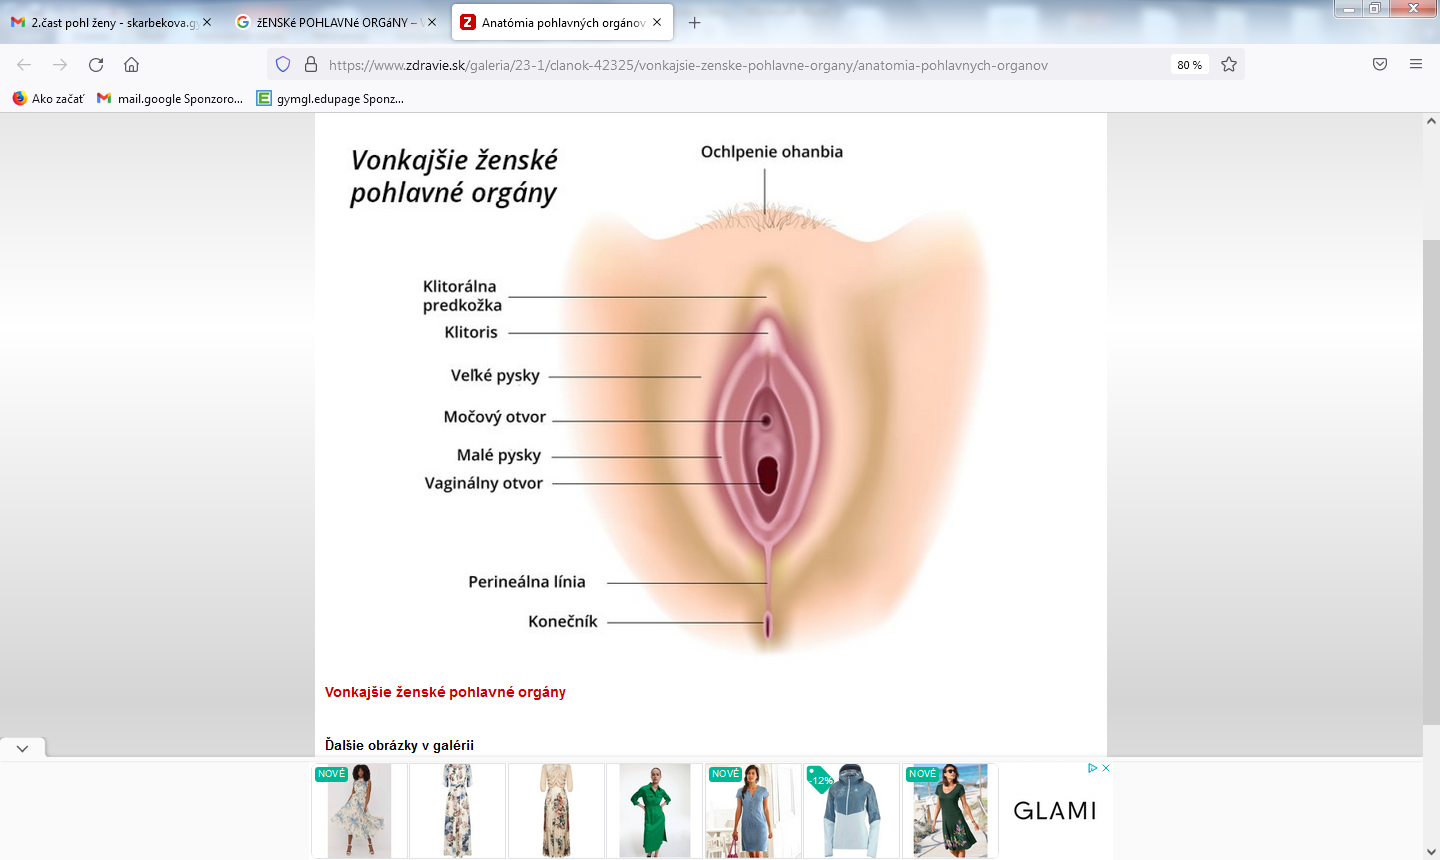 2.čast pohl ženy - skarbekova.gy
žENSKé POHLAVNé ORGáNY – V
Anatómia pohlavných orgánov
https://www.zdravie.sk/galeria/23-1/clanok-42325/vonkajsie-zenske-pohlavne-organy/anatomia-pohlavnych-organov
80 %
Ako začať
mail.google Sponzoro...
gymgl.edupage Sponz...
Vonkajšie ženské
pohlavné orgány
Ochlpenie ohanbia
Klitorálna
predkožka
Klitoris
Veľké pysky
Močový otvor
Malé pysky
Vaginálny otvor
Perineálna línia
Konečník
Vonkajšie ženské pohlavné orgány
Ďalšie obrázky v galérii
NOVÉ
NOVÉ
-12%
NOVÉ
GLAMI